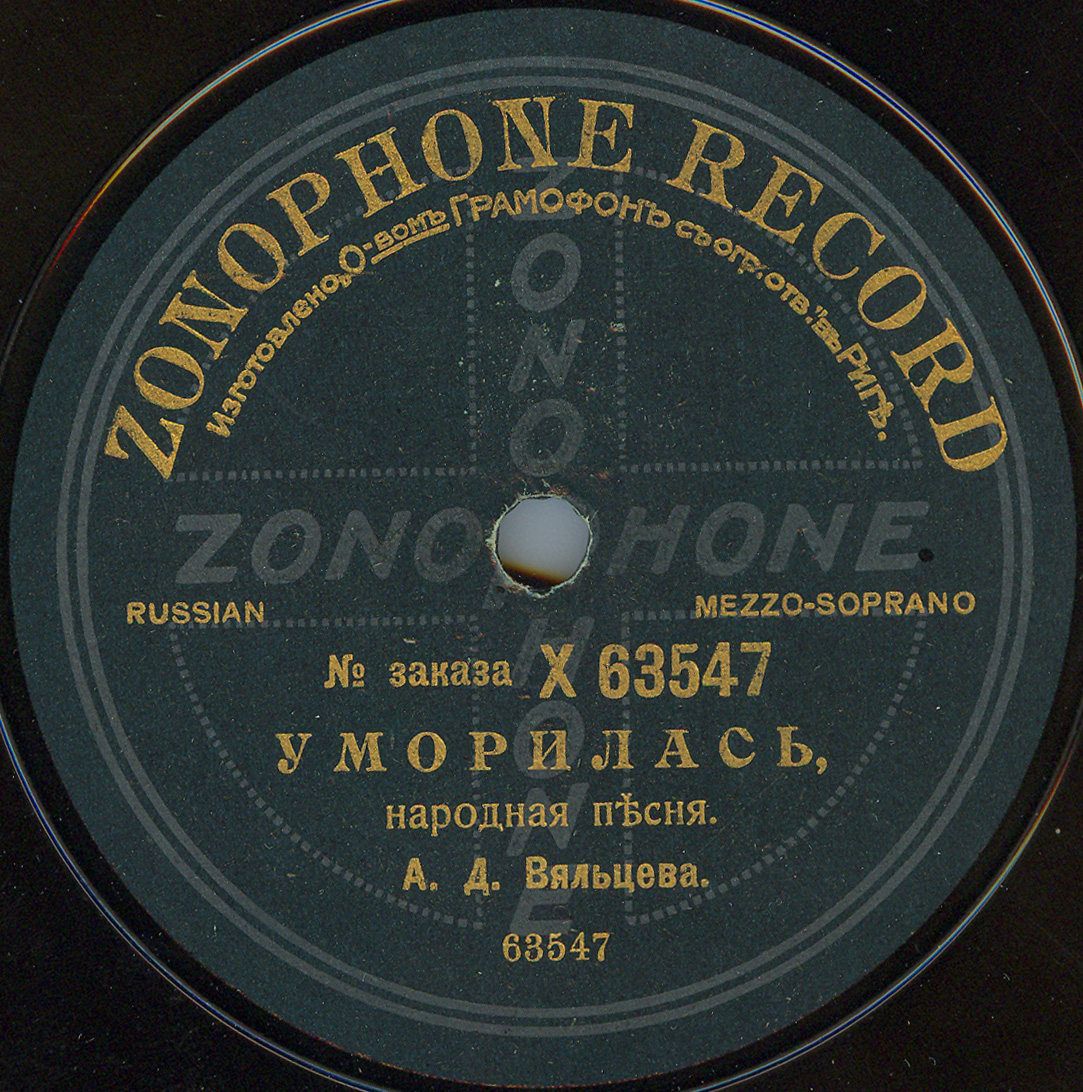 ZONOPHONE RECORD
Изготовлено „О-вомъ ГРАМОФОНЪ съ огр. отв.“ въ Ригѣ.
ZONOPHONE
ZONOPHONE
RUSSIAN
MEZZO-SOPRANO
№ заказа X 63547
УМОРИЛАСЬ,
народная пѣсня.
А. Д. Вяльцева.
63547